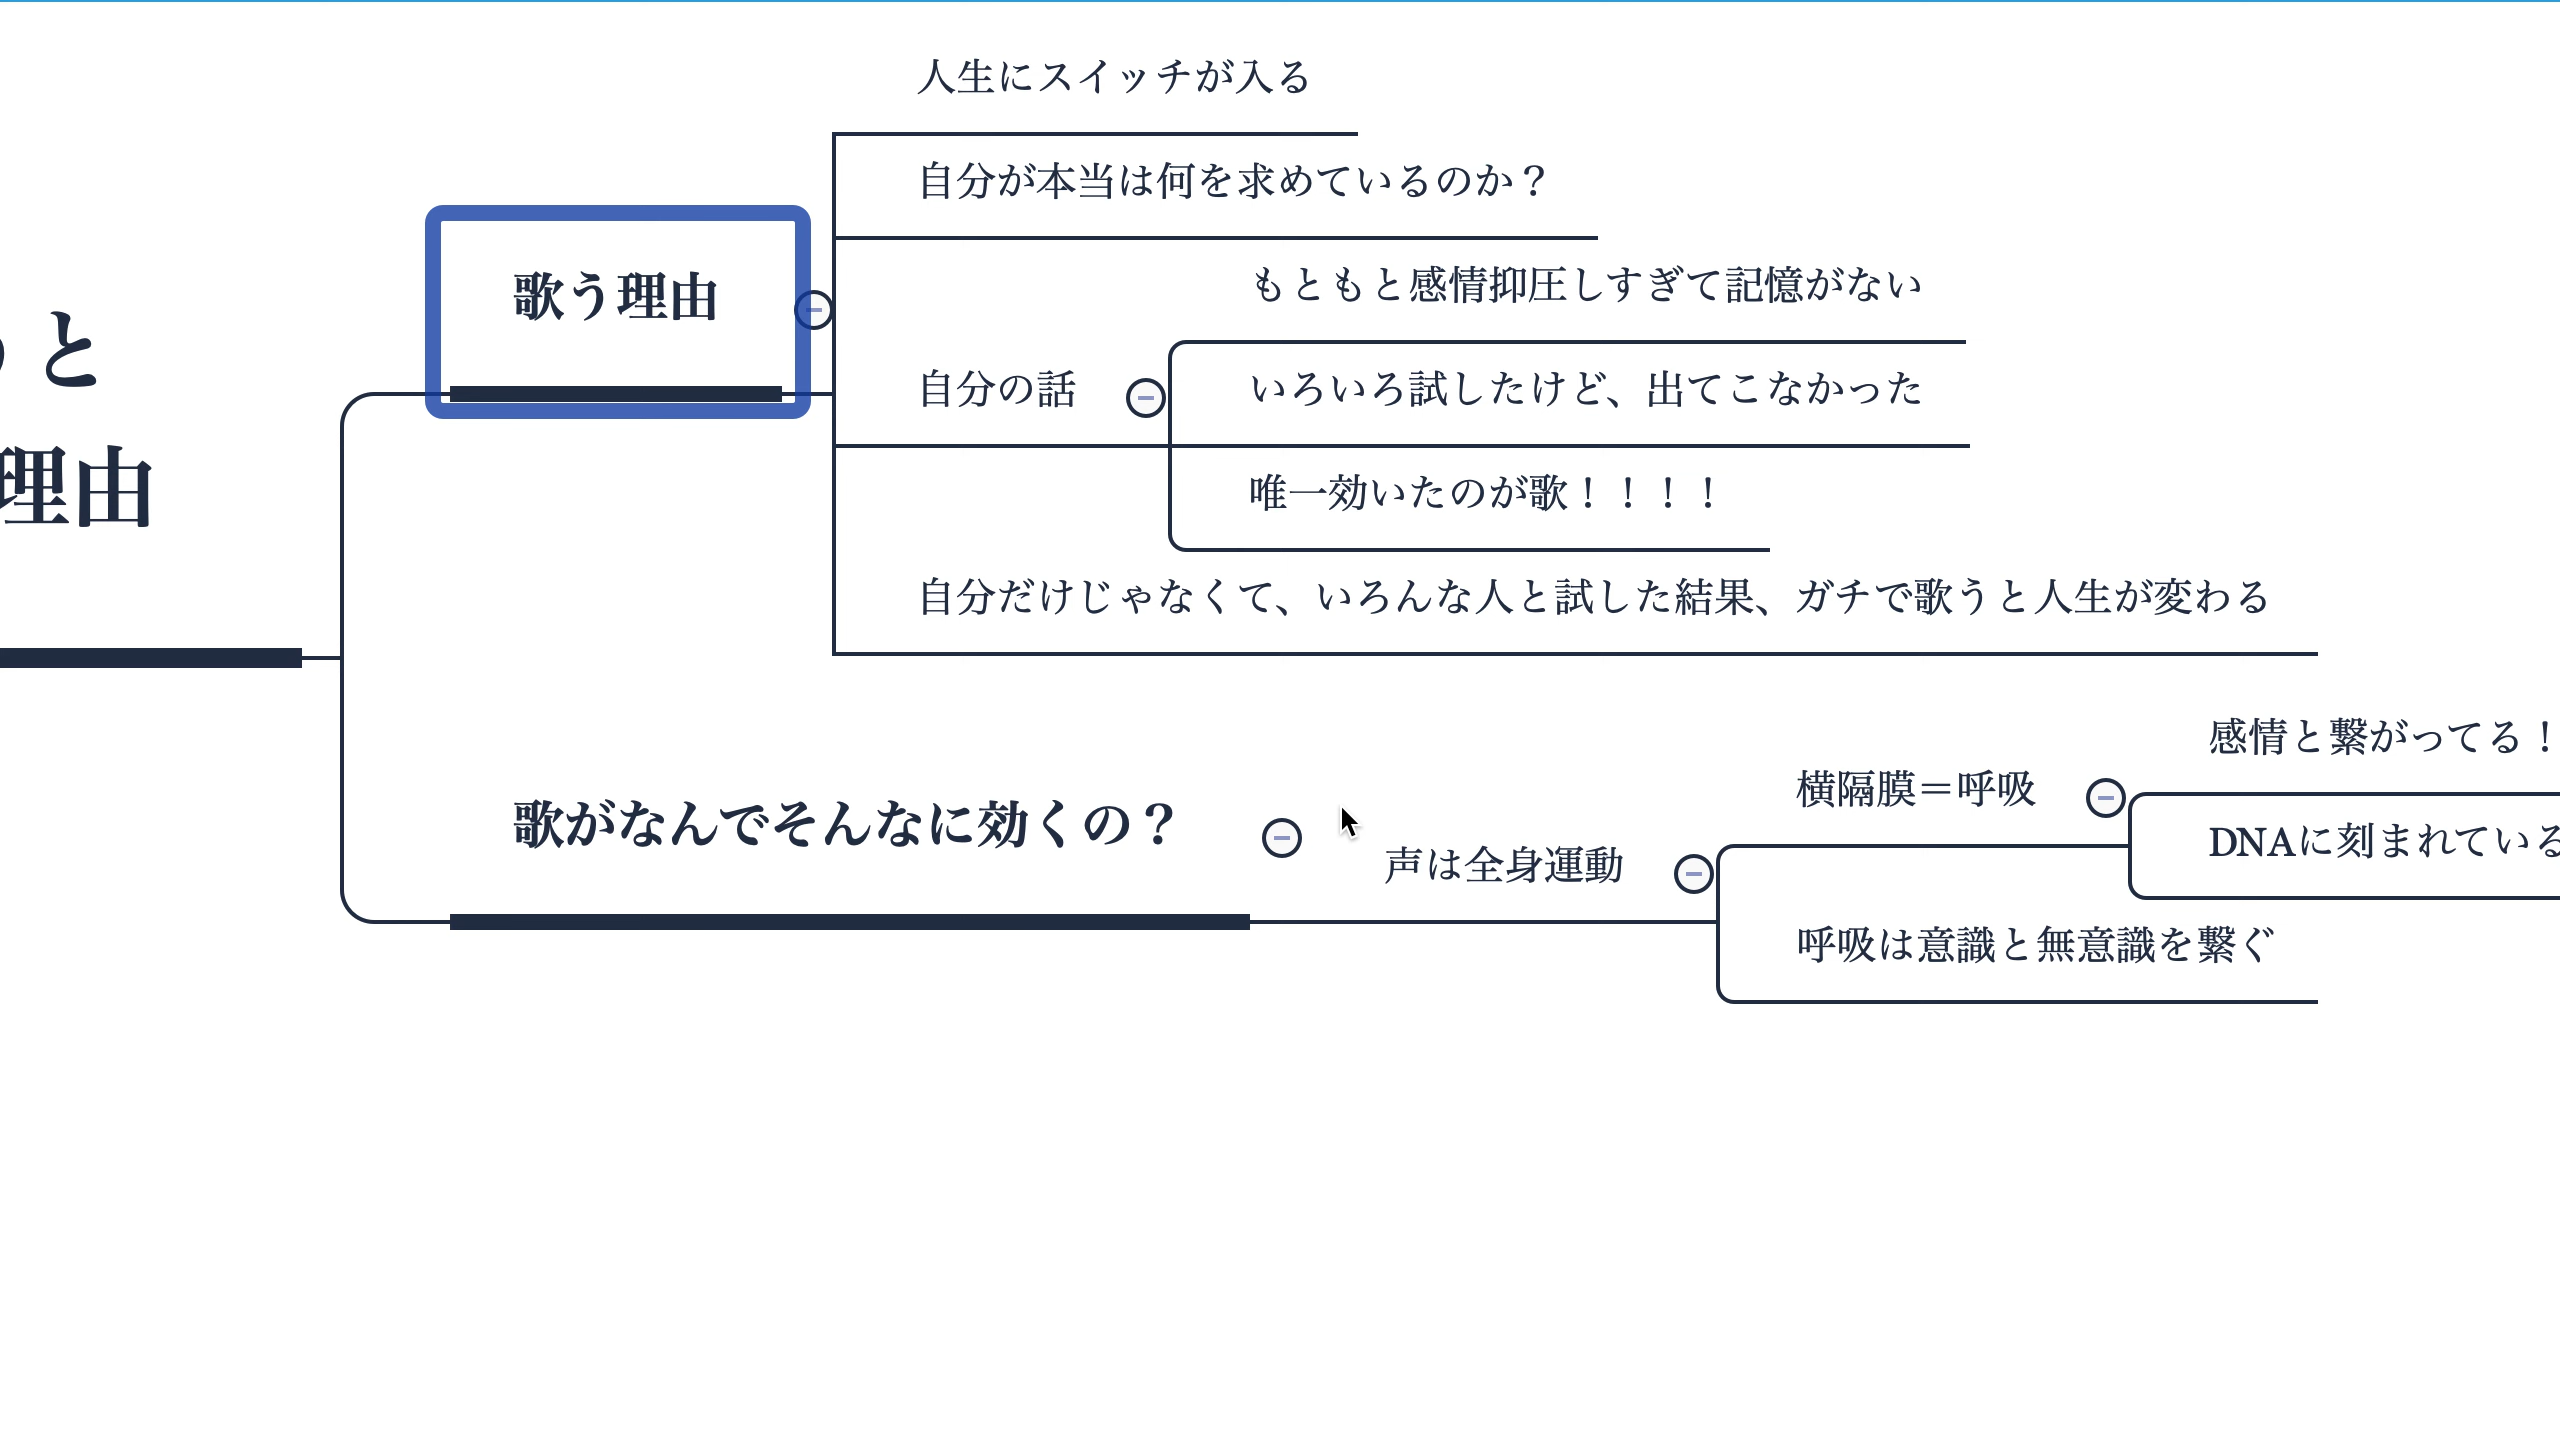 と
理由
歌う理由
人生にスイッチが入る
自分が本当は何を求めているのか？
自分の話
もともと感情抑圧しすぎて記憶がない
いろいろ試したけど、出てこなかった
唯一効いたのが歌！！！！
自分だけじゃなくて、いろんな人と試した結果、ガチで歌うと人生が変わる
歌がなんでそんなに効くの？
声は全身運動
横隔膜＝呼吸
感情と繋がってる！
DNAに刻まれている
呼吸は意識と無意識を繋ぐ